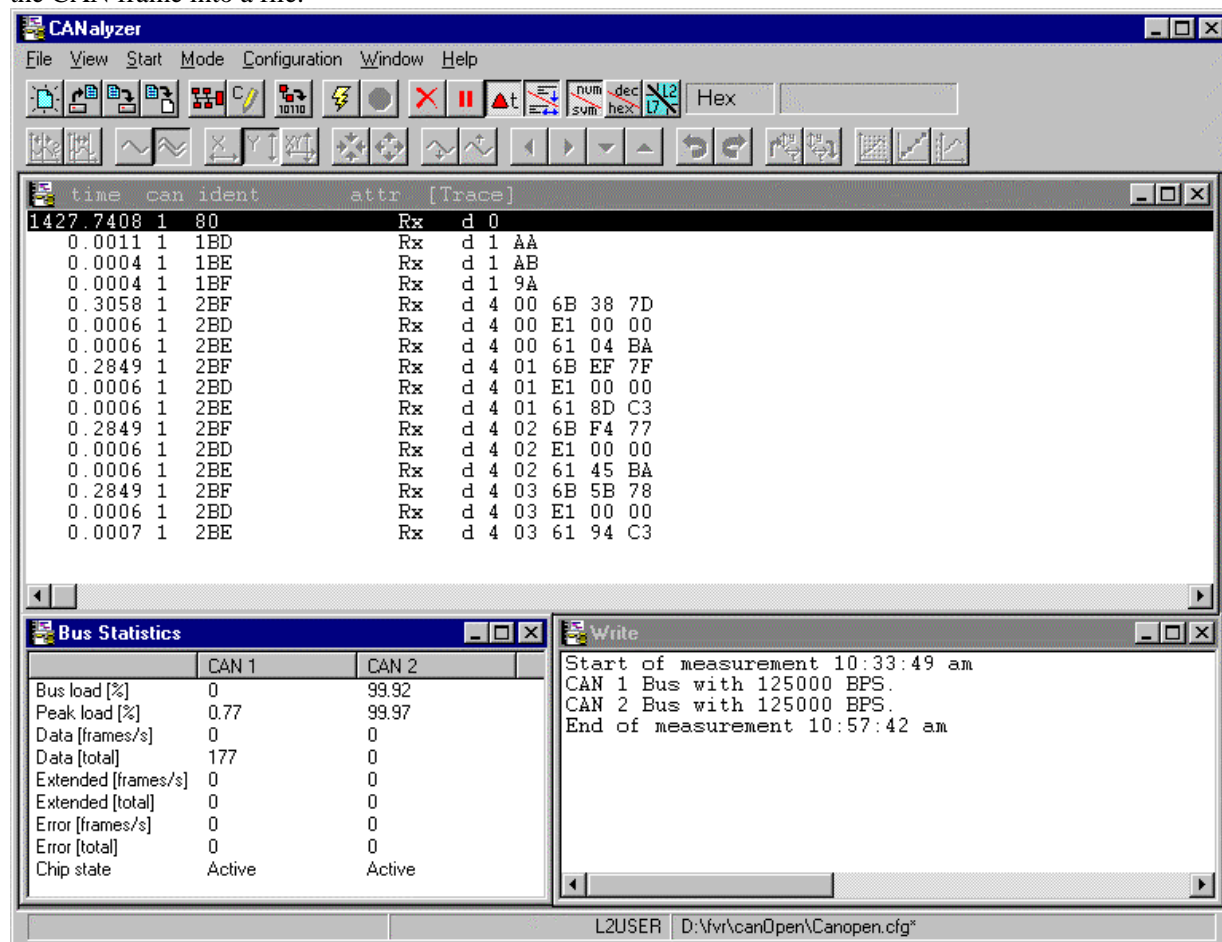 the CAN frame into a file.
CANalyzer
File View Start Mode Configuration Window Help
C 10110 t num sum dec hex L2 L7 Hex
time can ident attr [Trace]
1427.7408 1 80 Rx d 0
0.0011 1 1BD Rx d 1 AA
0.0004 1 1BE Rx d 1 AB
0.0004 1 1BF Rx d 1 9A
0.3058 1 2BF Rx d 4 00 6B 38 7D
0.0006 1 2BD Rx d 4 00 E1 00 00
0.0006 1 2BE Rx d 4 00 61 04 BA
0.2849 1 2BF Rx d 4 01 6B EF 7F
0.0006 1 2BD Rx d 4 01 E1 00 00
0.0006 1 2BE Rx d 4 01 61 8D C3
0.2849 1 2BF Rx d 4 02 6B F4 77
0.0006 1 2BD Rx d 4 02 E1 00 00
0.0006 1 2BE Rx d 4 02 61 45 BA
0.2849 1 2BF Rx d 4 03 6B 5B 78
0.0006 1 2BD Rx d 4 03 E1 00 00
0.0007 1 2BE Rx d 4 03 61 94 C3
Bus Statistics
CAN 1 CAN 2
Bus load [%] 0 99.92
Peak load [%] 0.77 99.97
Data [frames/s] 0 0
Data [total] 177 0
Extended [frames/s] 0 0
Extended [total] 0 0
Error [frames/s] 0 0
Error [total] 0 0
Chip state Active Active
Write
Start of measurement 10:33:49 am
CAN 1 Bus with 125000 BPS.
CAN 2 Bus with 125000 BPS.
End of measurement 10:57:42 am
L2USER D:\fvr\canOpen\Canopen.cfg*